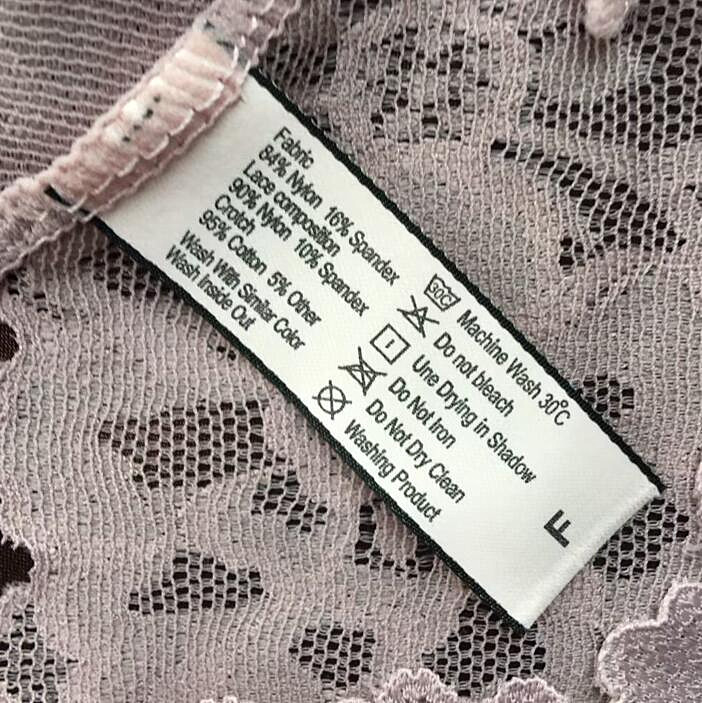 Fabric
84% Nylon 16% Spandex
Lace composition
90% Nylon 10% Spandex
Crotch
95% Cotton 5% Other
Wash With Similar Color
Wash Inside Out
30C Machine Wash 30°C
Do not bleach
Une Drying in Shadow
Do Not Iron
Do Not Dry Clean
Washing Product
F